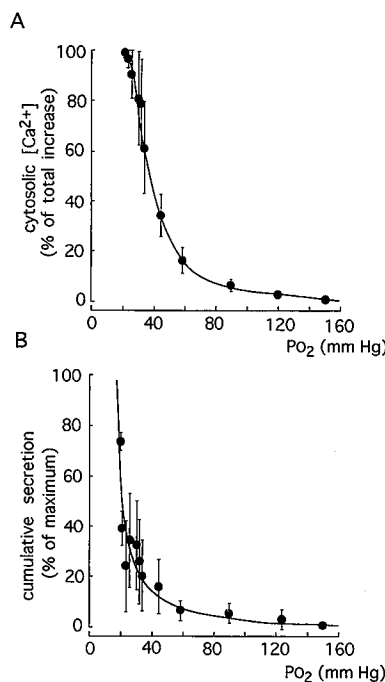 A
cytosolic [Ca2+]
(% of total increase)
100
80
60
40
20
0
0 40 80 120 160
Po2 (mm Hg)
B
cumulative secretion
(% of maximum)
100
80
60
40
20
0
0 40 80 120 160
Po2 (mm Hg)